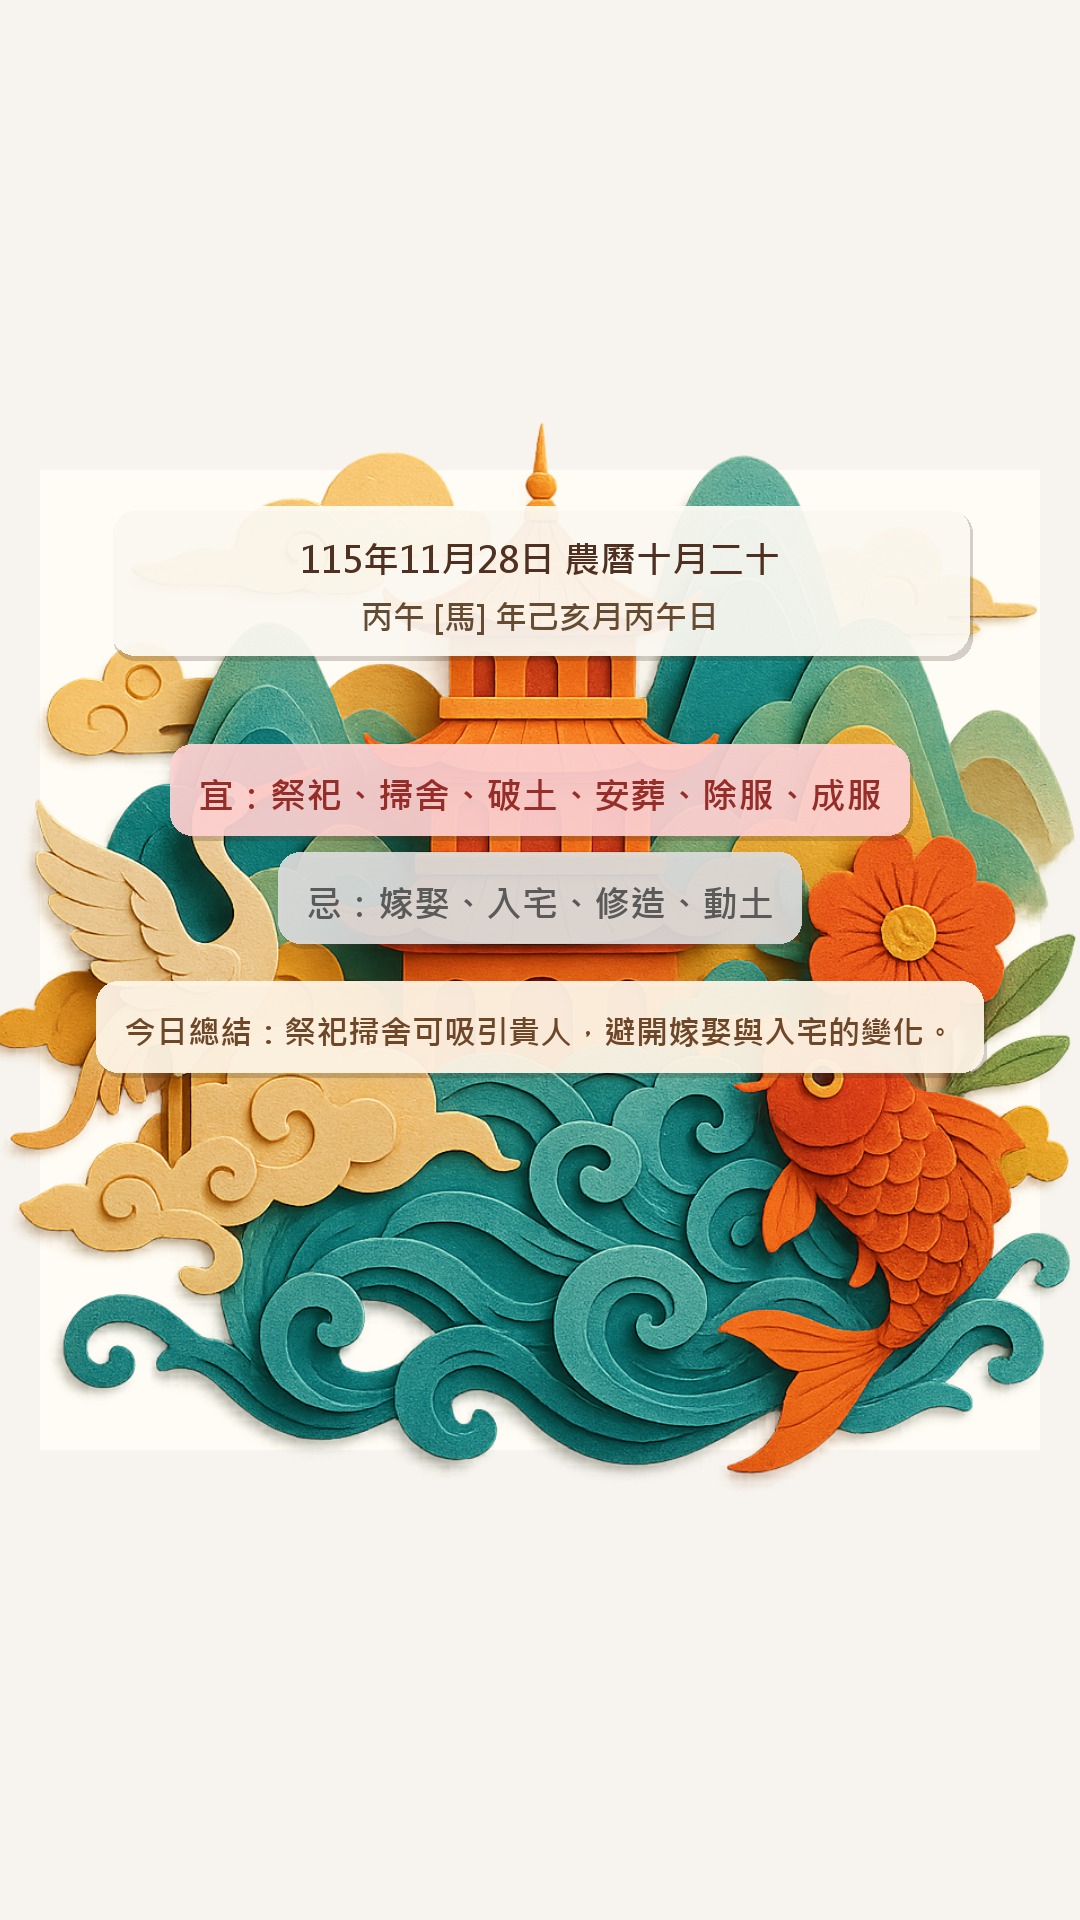 115年11月28日 農曆十月二十
丙午 [馬] 年己亥月丙午日
宜：祭祀、掃舍、破土、安葬、除服、成服
忌：嫁娶、入宅、修造、動土
今日總結：祭祀掃舍可吸引貴人，避開嫁娶與入宅的變化。